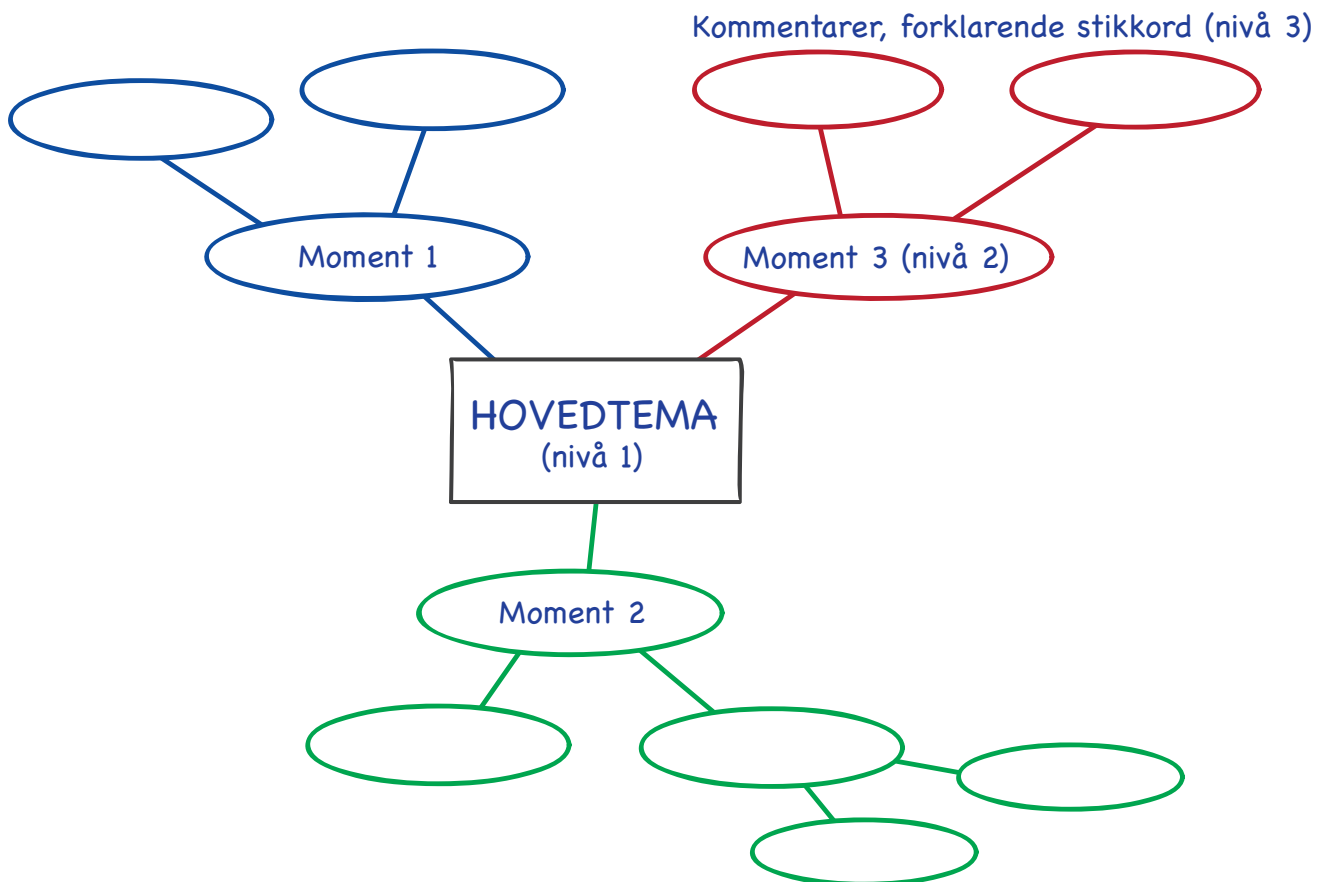 Kommentarer, forklarende stikkord (nivå 3)
Moment 1
Moment 3 (nivå 2)
HOVEDTEMA
(nivå 1)
Moment 2